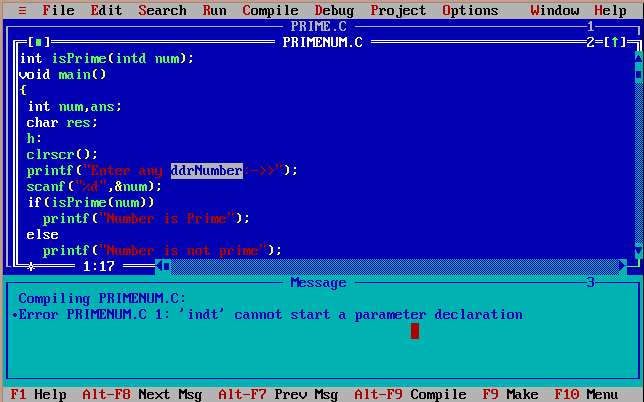 ≡ File Edit Search Run Compile Debug Project Options Window Help
PRIME.C 1
[■] PRIMENUM.C 2=[↑]
int isPrime(intd num);
void main()
{
int num,ans;
char res;
h:
clrscr();
printf("Enter any ddrNumber:->>");
scanf("%d",&num);
if(isPrime(num))
printf("Number is Prime");
else
printf("Number is not prime");
1:17
Message 3
Compiling PRIMENUM.C:
•Error PRIMENUM.C 1: 'indt' cannot start a parameter declaration
F1 Help Alt-F8 Next Msg Alt-F7 Prev Msg Alt-F9 Compile F9 Make F10 Menu